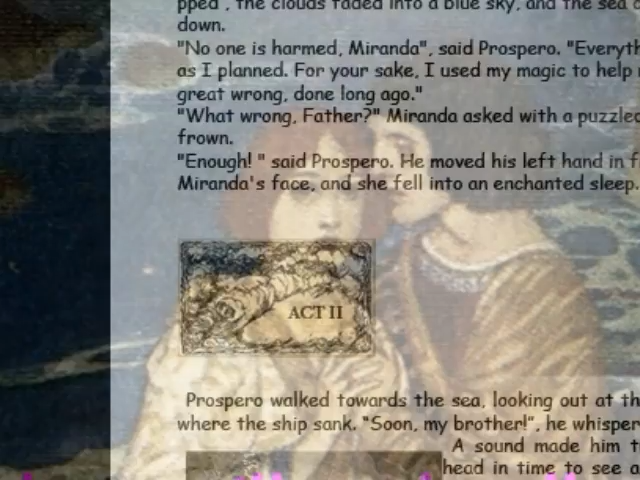 pped , the clouds faded into a blue sky, and the sea
down.
"No one is harmed, Miranda", said Prospero. "Everyth
as I planned. For your sake, I used my magic to help
great wrong, done long ago."
"What wrong, Father?" Miranda asked with a puzzled
frown.
"Enough! " said Prospero. He moved his left hand in f
Miranda's face, and she fell into an enchanted sleep.
ACT II
Prospero walked towards the sea, looking out at th
where the ship sank. "Soon, my brother!", he whisper
A sound made him t
head in time to see a